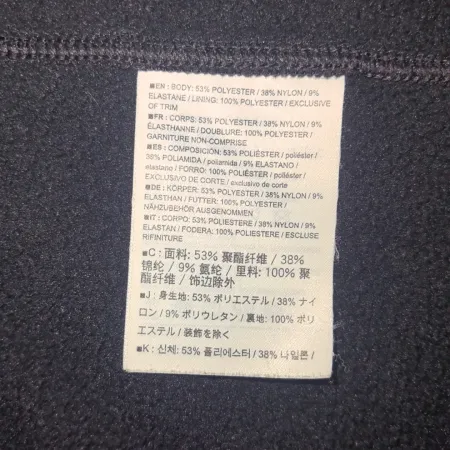 ■EN : BODY: 53% POLYESTER / 38% NYLON / 9%
ELASTANE / LINING: 100% POLYESTER / EXCLUSIVE
OF TRIM
■FR : CORPS: 53% POLYESTER / 38% NYLON / 9%
ÉLASTHANNE / DOUBLURE: 100% POLYESTER /
GARNITURE NON-COMPRISE
■ES : COMPOSICIÓN: 53% POLIÉSTER / poliéster /
38% POLIAMIDA / poliamida / 9% ELASTANO /
elastano / FORRO: 100% POLIÉSTER / poliéster /
EXCLUSIVO DE CORTE / exclusivo de corte
■DE : KÖRPER: 53% POLYESTER / 38% NYLON / 9%
ELASTHAN / FUTTER: 100% POLYESTER /
NÄHZUBEHÖR AUSGENOMMEN
■IT : CORPO: 53% POLIESTERE / 38% NYLON / 9%
ELASTAN / FODERA: 100% POLIESTERE / ESCLUSE
RIFINITURE
■C : 面料: 53% 聚酯纤维 / 38%
锦纶 / 9% 氨纶 / 里料: 100% 聚
酯纤维 / 饰边除外
■J : 身生地: 53% ポリエステル / 38% ナイ
ロン / 9% ポリウレタン / 裏地: 100% ポリ
エステル / 装飾を除く
■K : 신체: 53% 폴리에스터 / 38% 나일론 /